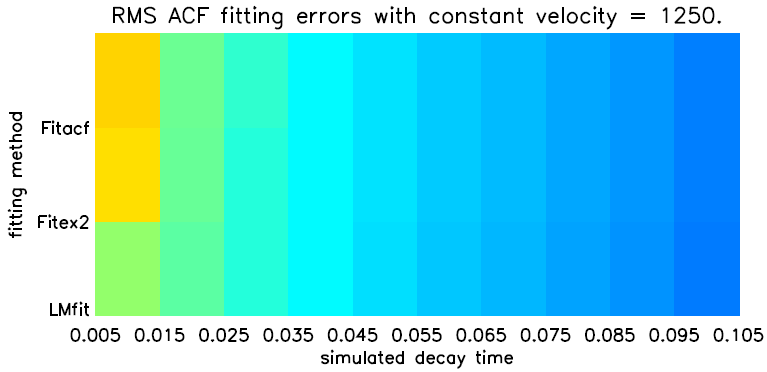 RMS ACF fitting errors with constant velocity = 1250.
fitting method
Fitacf
Fitex2
LMfit
0.005 0.015 0.025 0.035 0.045 0.055 0.065 0.075 0.085 0.095 0.105
simulated decay time